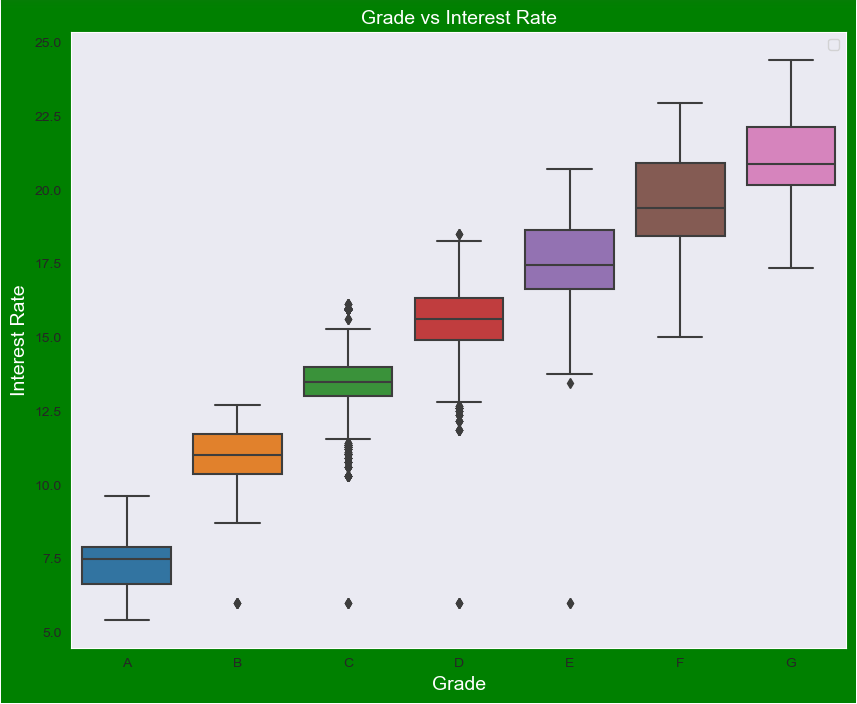 Grade vs Interest Rate
25.0
22.5
20.0
17.5
15.0
12.5
10.0
7.5
5.0
Interest Rate
A B C D E F G
Grade